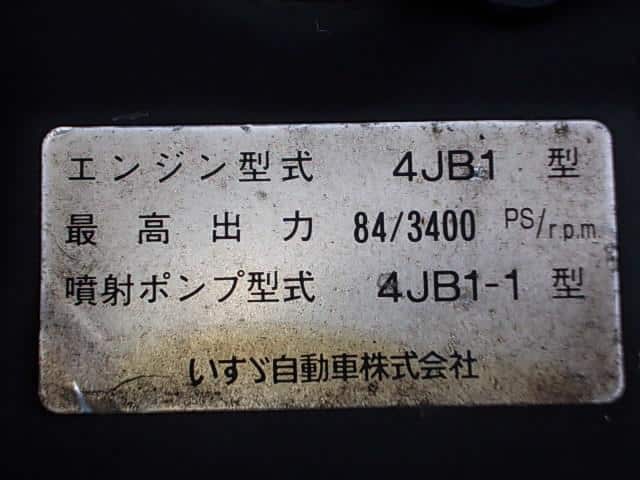 エンジン型式 4JB1 型
最高出力 84/3400 PS/r.p.m.
噴射ポンプ型式 4JB1-1 型
いすゞ自動車株式会社